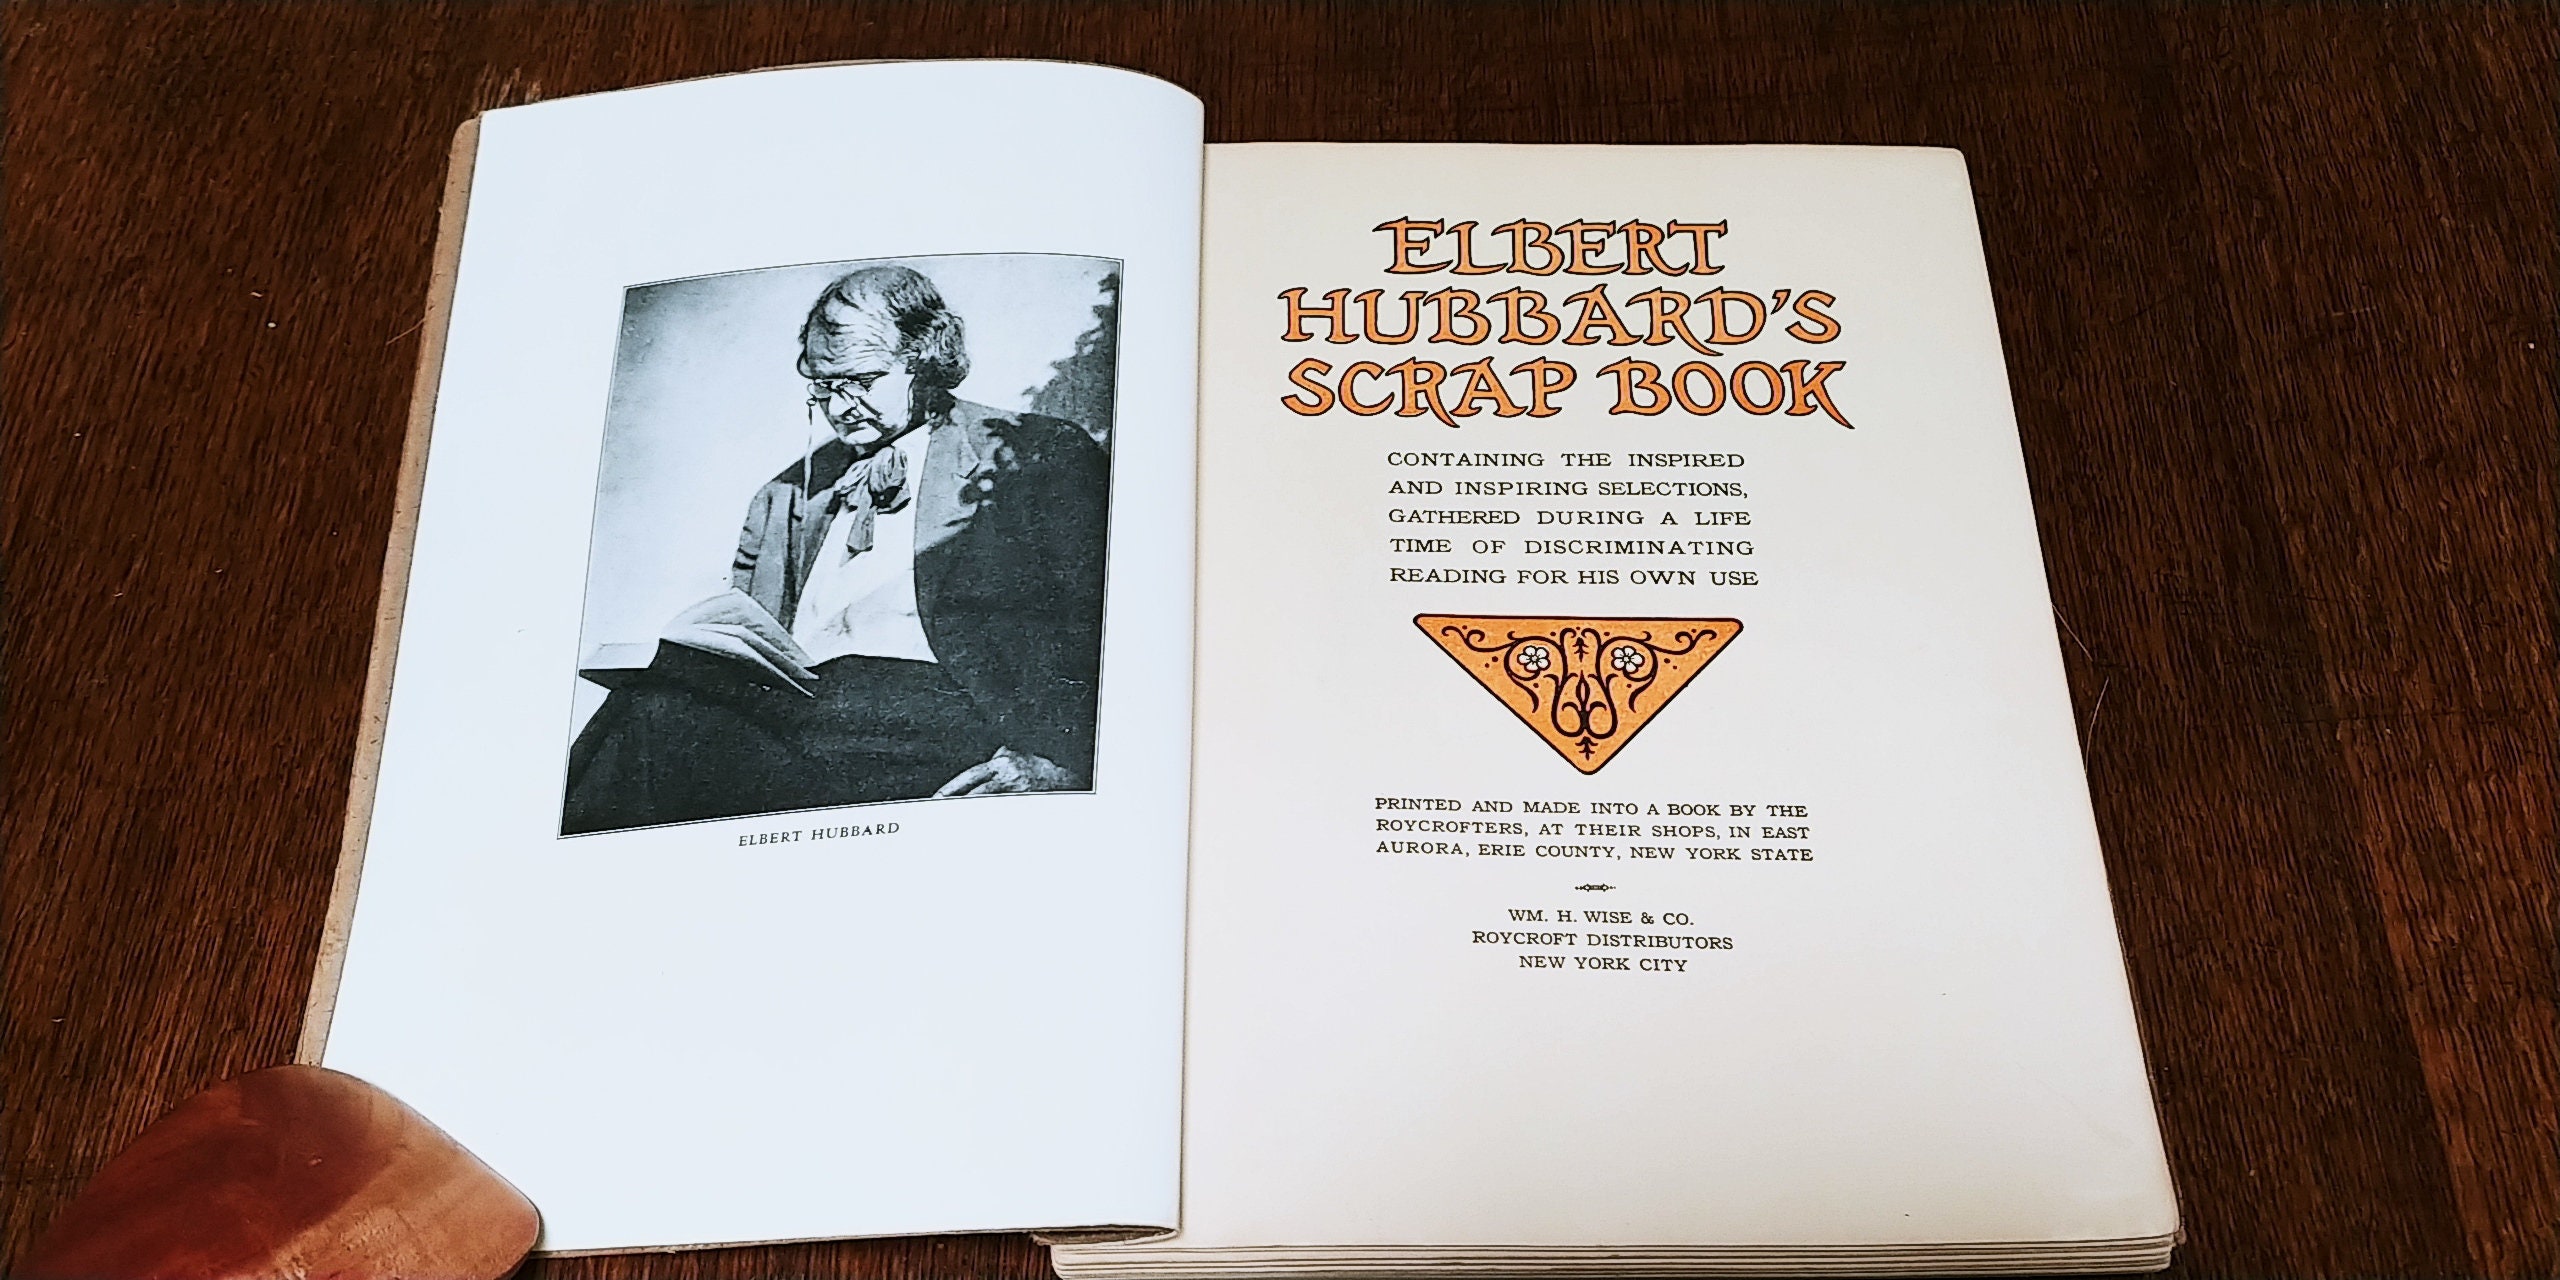 ELBERT HUBBARD
ELBERT
HUBBARD'S
SCRAP BOOK
CONTAINING THE INSPIRED
AND INSPIRING SELECTIONS,
GATHERED DURING A LIFE
TIME OF DISCRIMINATING
READING FOR HIS OWN USE
PRINTED AND MADE INTO A BOOK BY THE
ROYCROFTERS, AT THEIR SHOPS, IN EAST
AURORA, ERIE COUNTY, NEW YORK STATE
WM. H. WISE & CO.
ROYCROFT DISTRIBUTORS
NEW YORK CITY